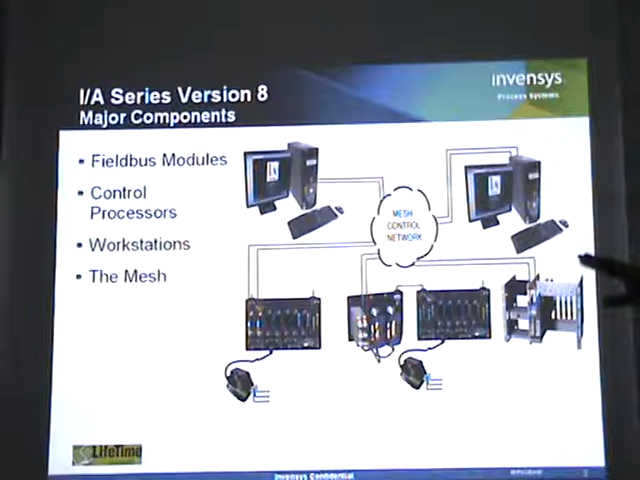 I/A Series Version 8
Major Components
invensys
Process Systems
• Fieldbus Modules
• Control
Processors
• Workstations
• The Mesh
MESH
CONTROL
NETWORK
LifeTime
Invensys Confidential